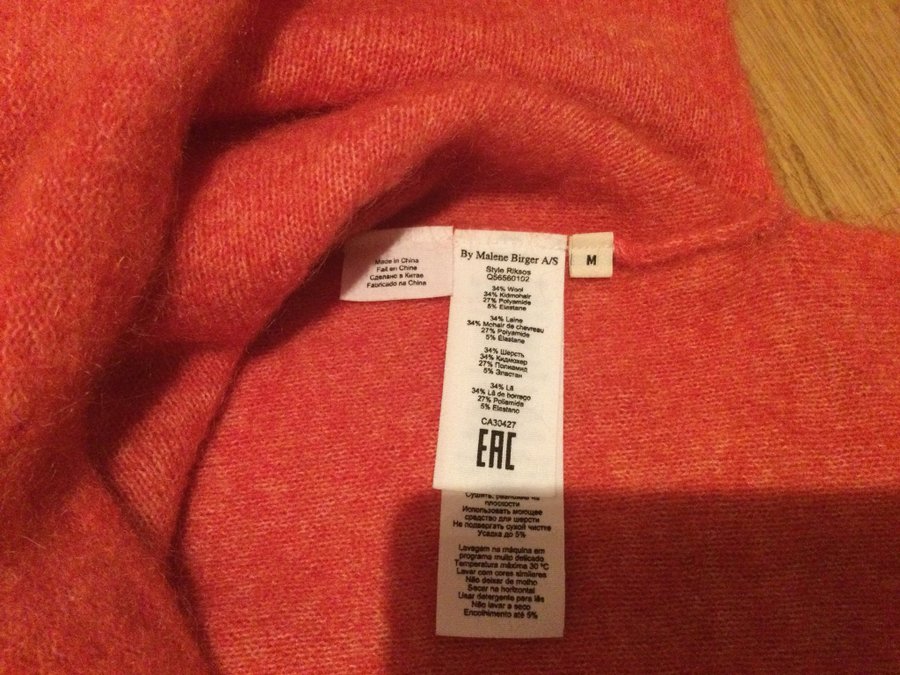 Made in China
Fait en Chine
Сделано в Китае
Fabricado na China
By Malene Birger A/S
Style Riksos
Q56560102
34% Wool
34% Kidmohair
27% Polyamide
5% Elastane
34% Laine
34% Mohair de chevreau
27% Polyamide
5% Élastane
34% Шерсть
34% Кидмохер
27% Полиамид
5% Эластан
34% Lã
34% Lã de borrego
27% Poliamida
5% Elastano
CA30427
EAC
M
плоскости
Использовать моющее
средство для шерсти
Не подвергать сухой чистке
Усадка до 5%
Lavagem na máquina em
programa muito delicado
Temperatura máxima 30 ºC
Lavar com cores similares
Não deixar de molho
Secar na horizontal
Usar detergente para lãs
Não lavar a seco
Encolhimento até 5%